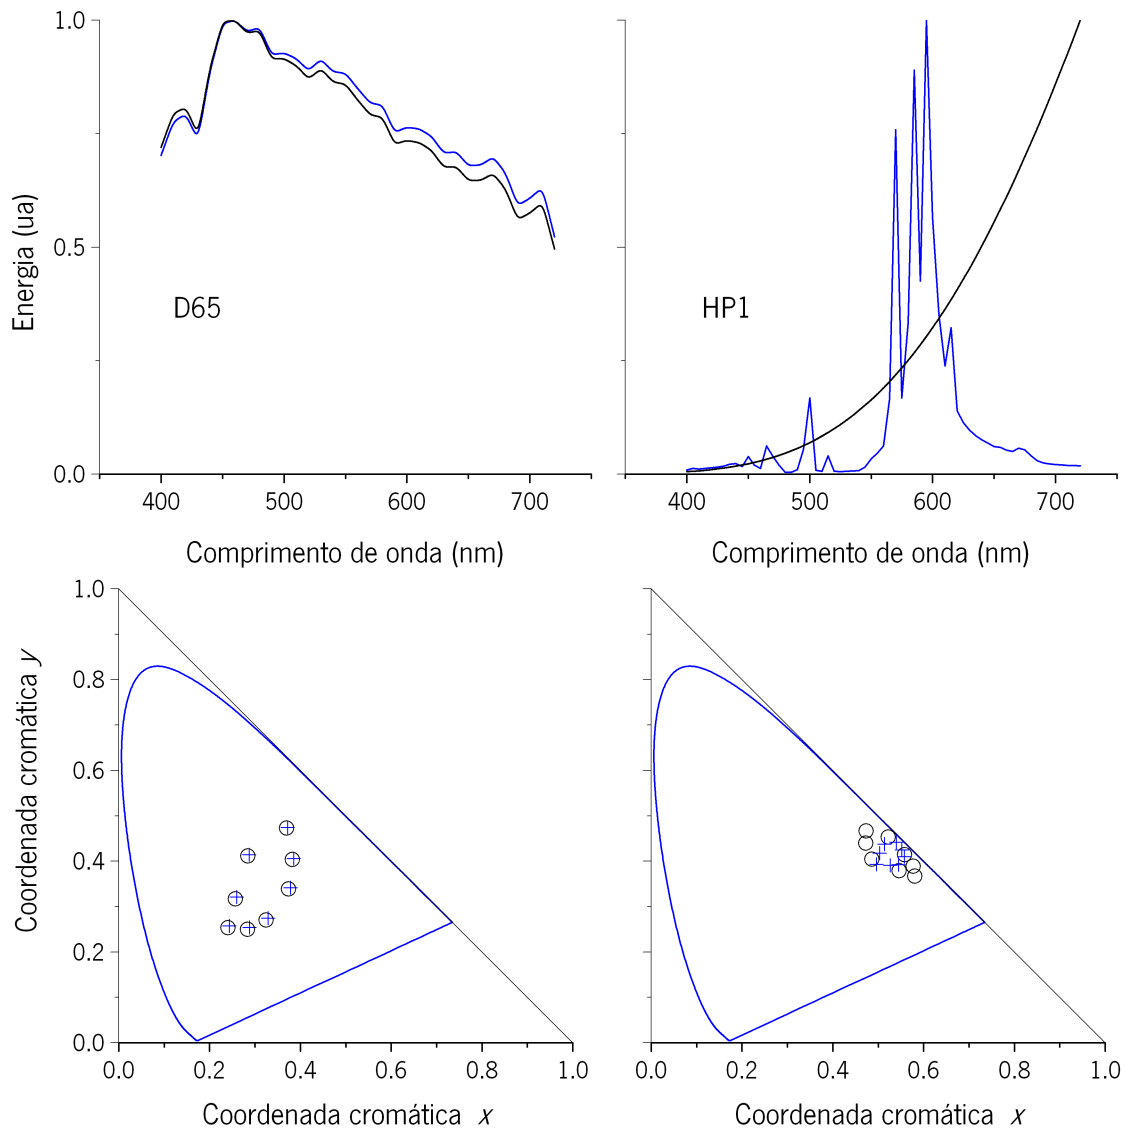 1.0
0.5
0.0
Energia (ua)
D65
400 500 600 700
Comprimento de onda (nm)
HP1
400 500 600 700
Comprimento de onda (nm)
1.0
0.8
0.6
0.4
0.2
0.0
Coordenada cromática y
0.0 0.2 0.4 0.6 0.8 1.0
Coordenada cromática x
0.0 0.2 0.4 0.6 0.8 1.0
Coordenada cromática x